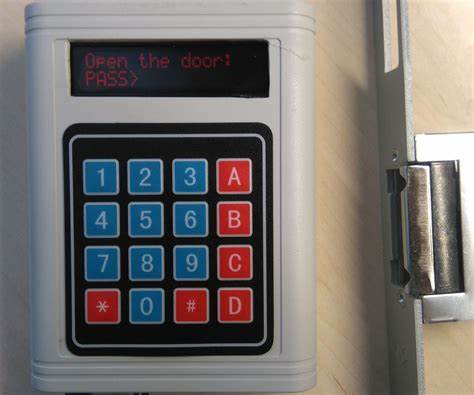 Open the door:
PASS>
1 2 3 A
4 5 6 B
7 8 9 C
* 0 # D